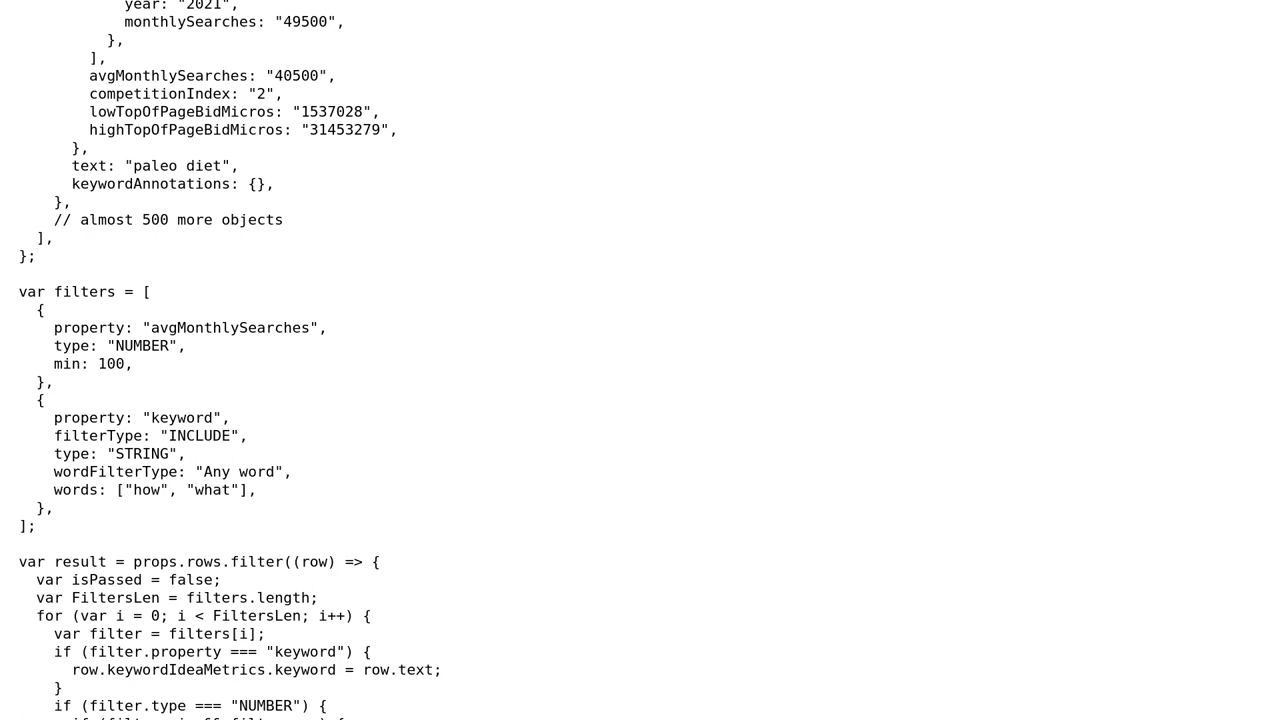 year: "2021",
monthlySearches: "49500",
},
],
avgMonthlySearches: "40500",
competitionIndex: "2",
lowTopOfPageBidMicros: "1537028",
highTopOfPageBidMicros: "31453279",
},
text: "paleo diet",
keywordAnnotations: {},
},
// almost 500 more objects
],
};
var filters = [
{
property: "avgMonthlySearches",
type: "NUMBER",
min: 100,
},
{
property: "keyword",
filterType: "INCLUDE",
type: "STRING",
wordFilterType: "Any word",
words: ["how", "what"],
},
];
var result = props.rows.filter((row) => {
var isPassed = false;
var FiltersLen = filters.length;
for (var i = 0; i < FiltersLen; i++) {
var filter = filters[i];
if (filter.property === "keyword") {
row.keywordIdeaMetrics.keyword = row.text;
}
if (filter.type === "NUMBER") {